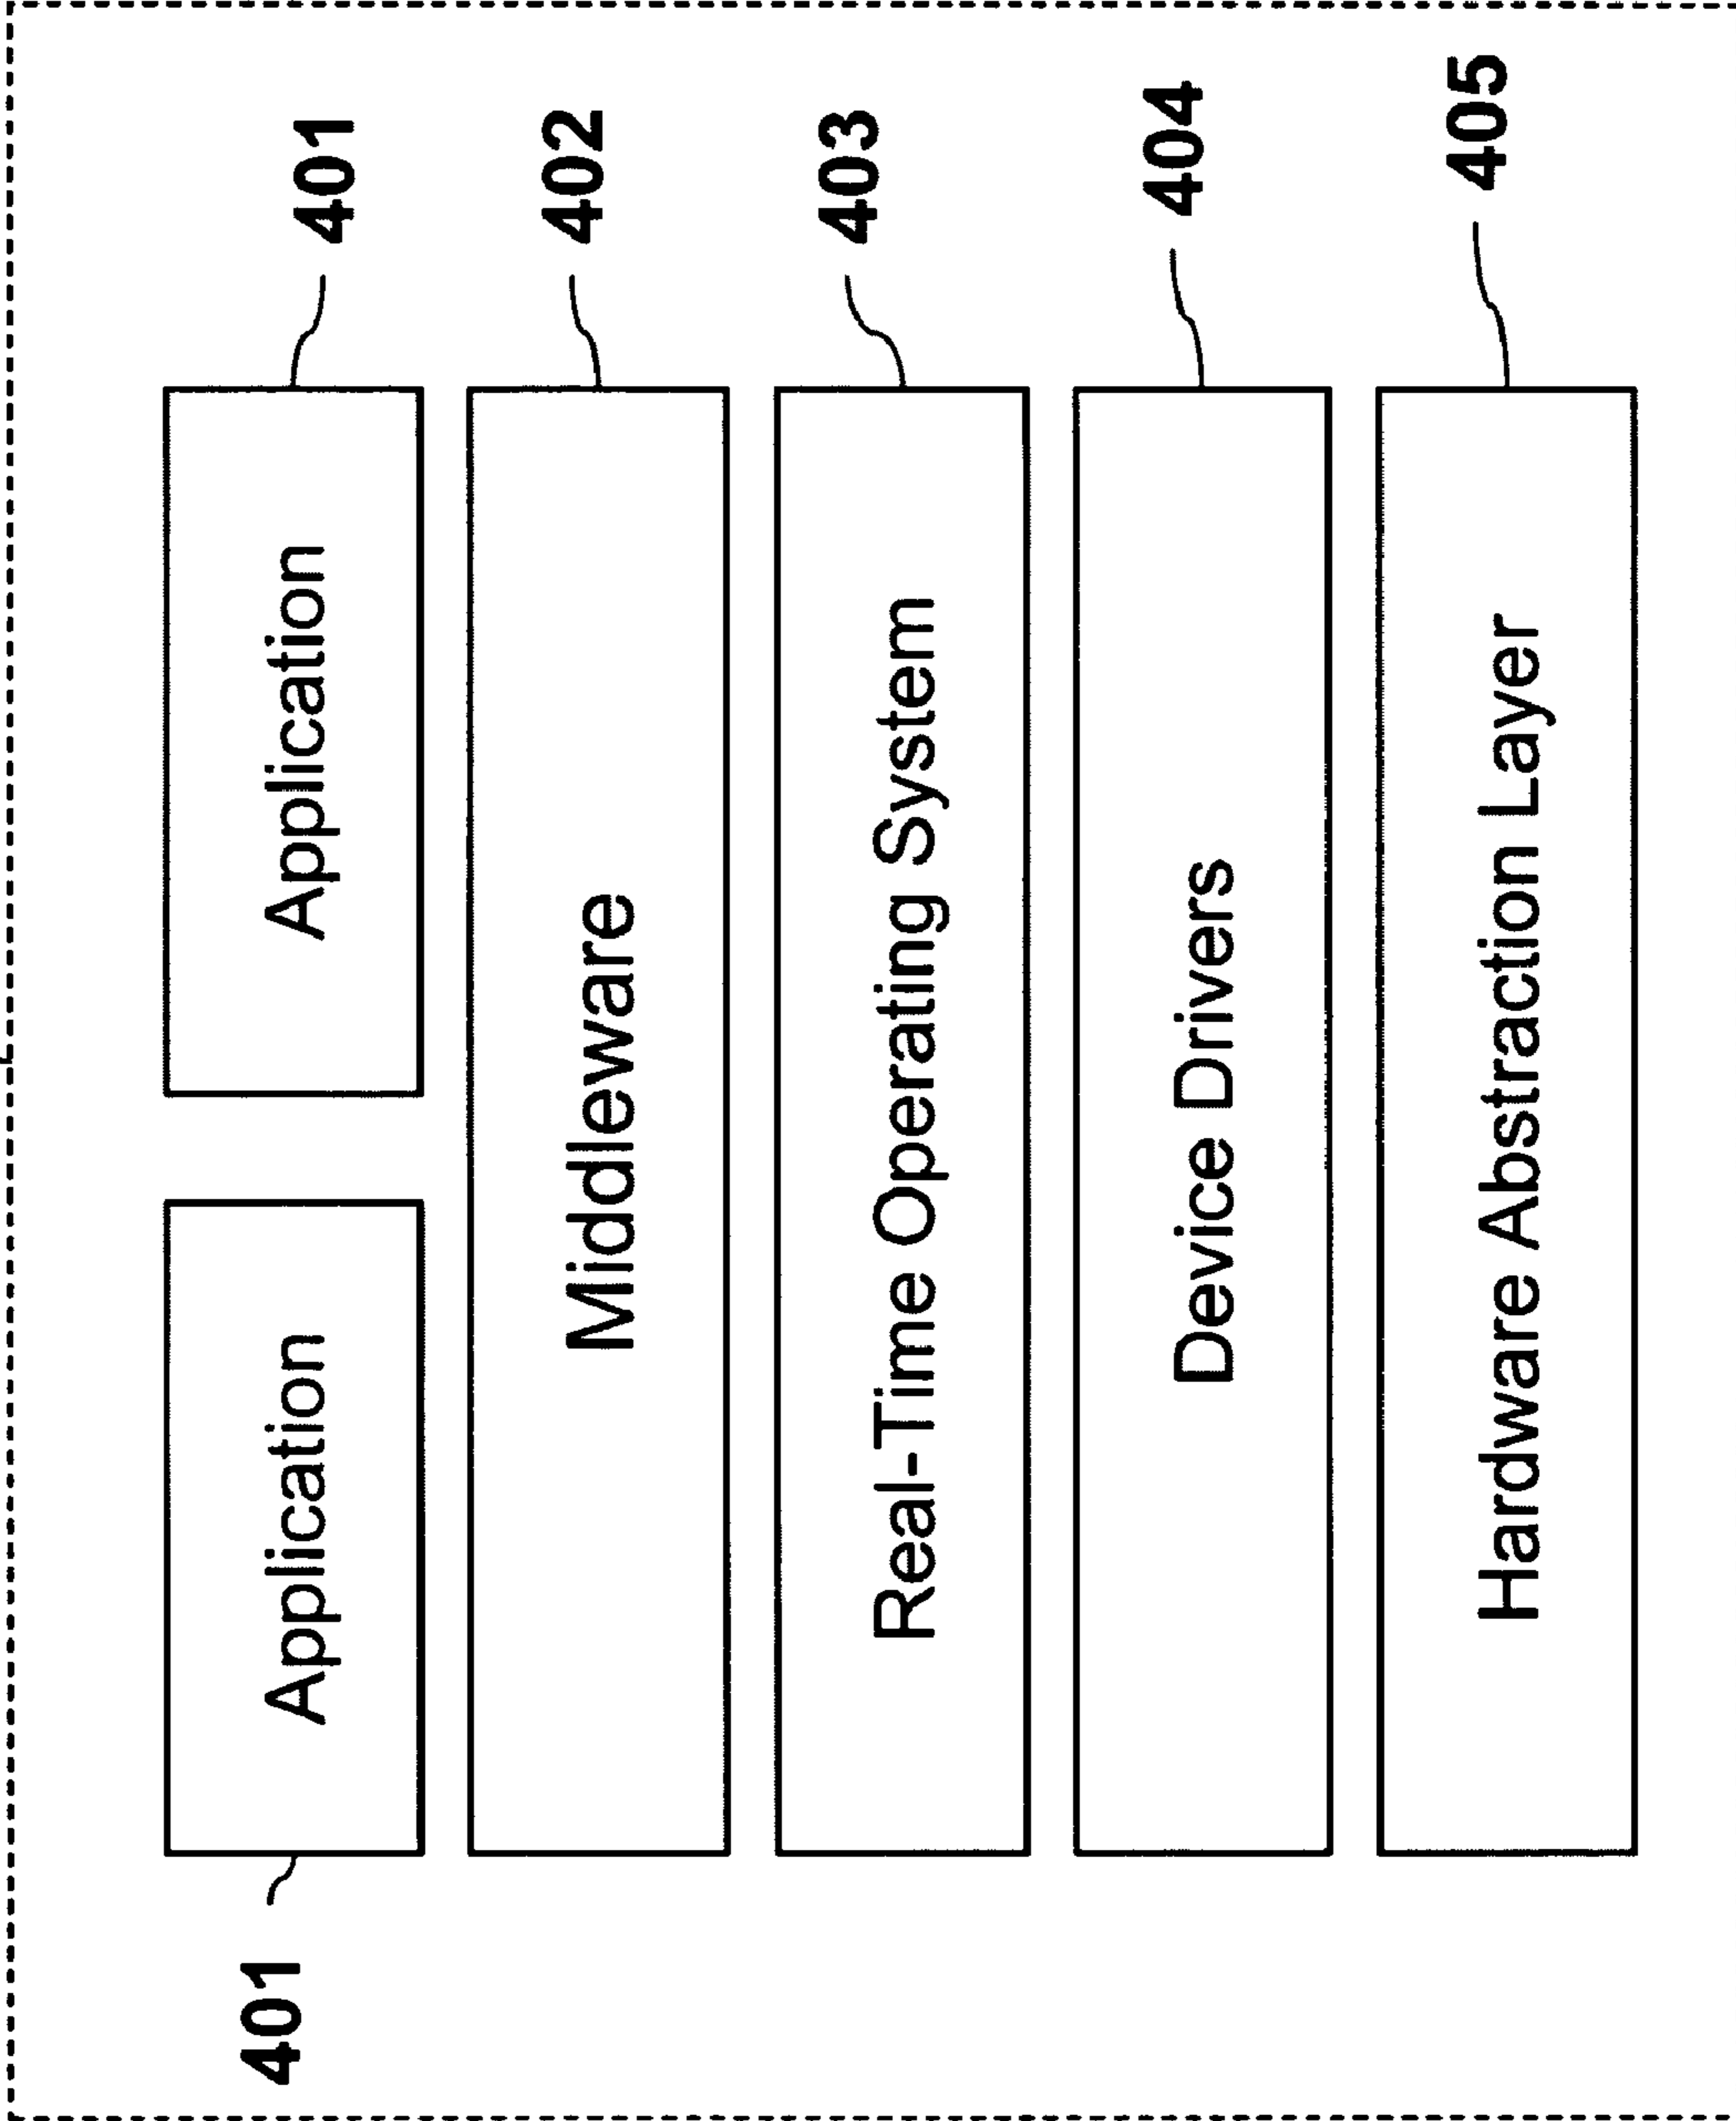 401
Application
Application
401
Middleware
402
Real-Time Operating System
403
Device Drivers
404
Hardware Abstraction Layer
405